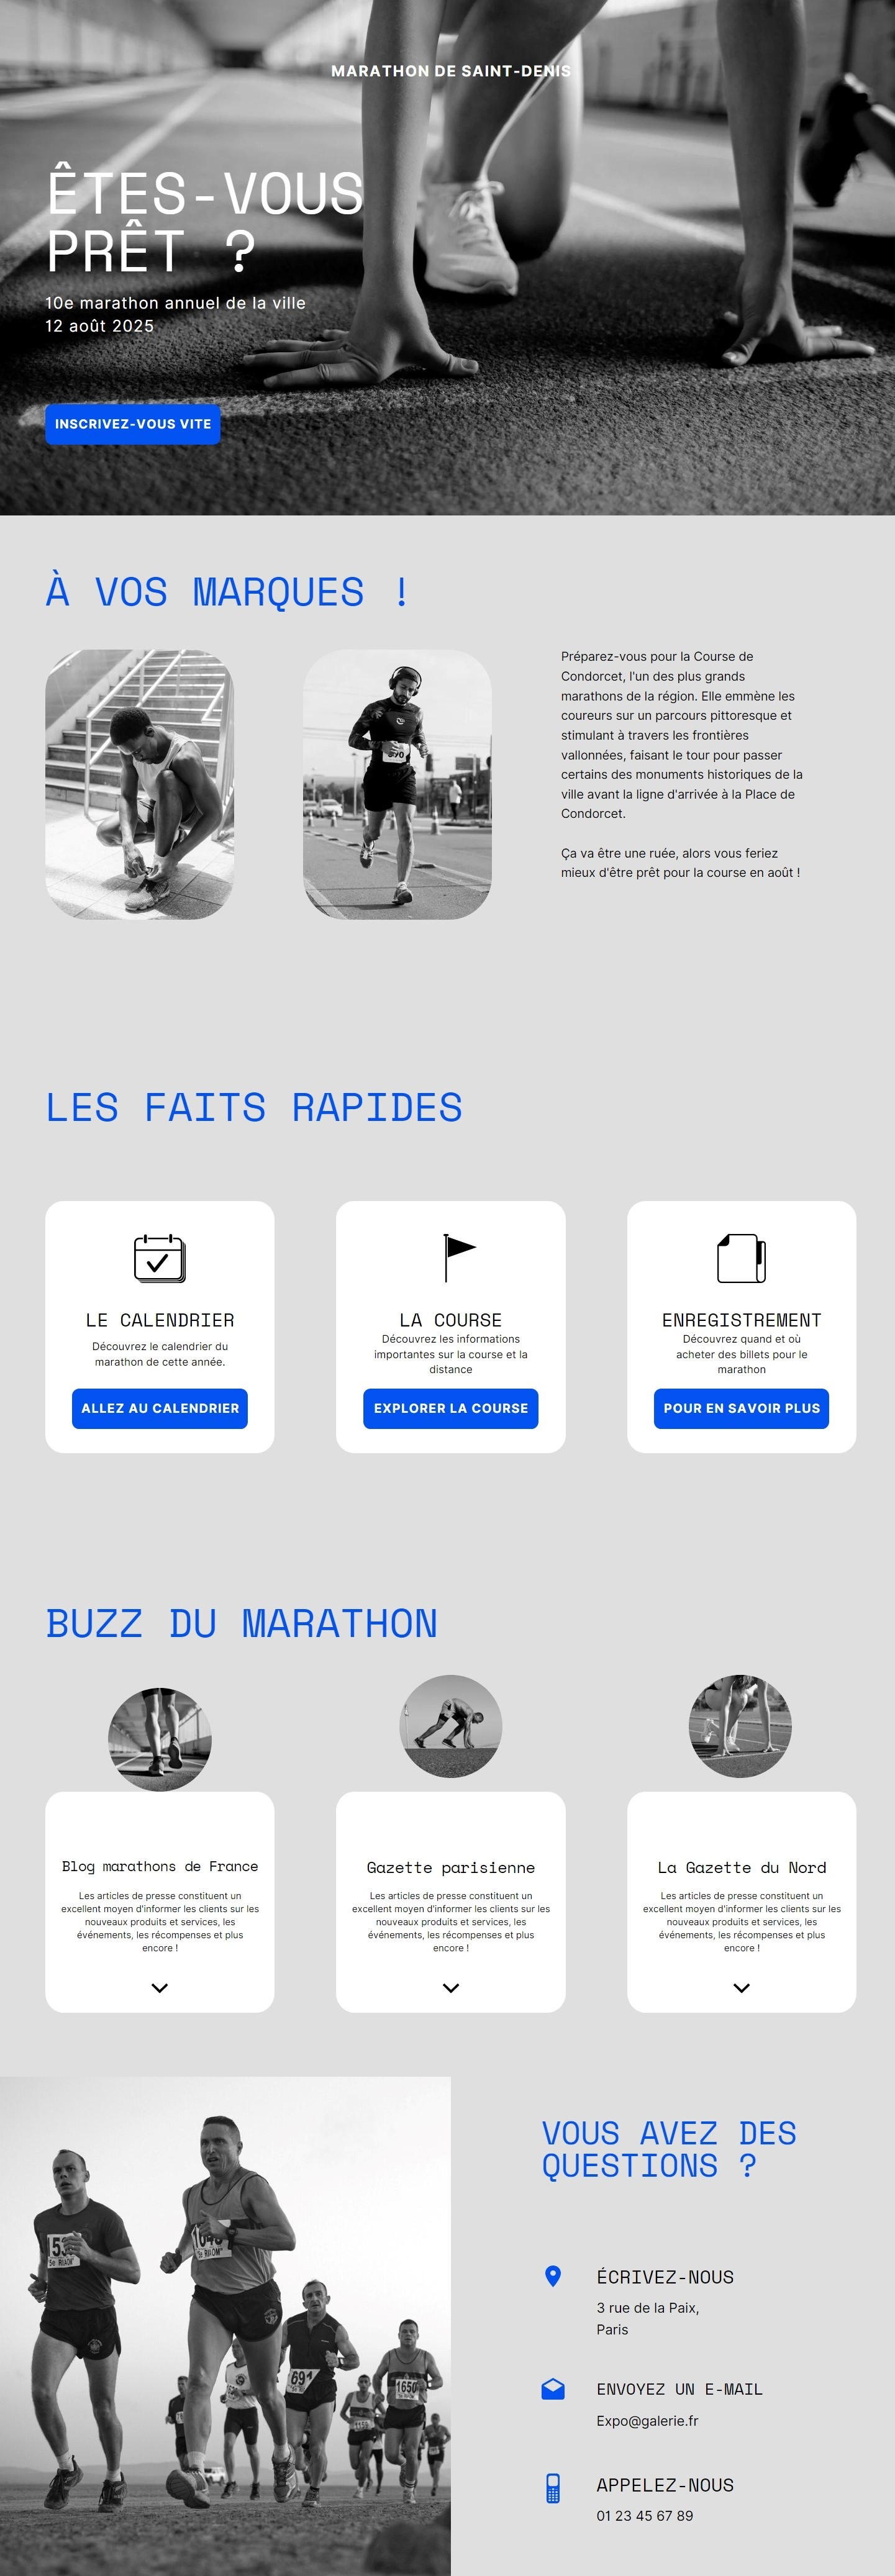 MARATHON DE SAINT-DENIS
ÊTES-VOUS
PRÊT ?
10e marathon annuel de la ville
12 août 2025
INSCRIVEZ-VOUS VITE
À VOS MARQUES !
Préparez-vous pour la Course de
Condorcet, l'un des plus grands
marathons de la région. Elle emmène les
coureurs sur un parcours pittoresque et
stimulant à travers les frontières
vallonnées, faisant le tour pour passer
certains des monuments historiques de la
ville avant la ligne d'arrivée à la Place de
Condorcet.
Ça va être une ruée, alors vous feriez
mieux d'être prêt pour la course en août !
LES FAITS RAPIDES
LE CALENDRIER
Découvrez le calendrier du
marathon de cette année.
ALLEZ AU CALENDRIER
LA COURSE
Découvrez les informations
importantes sur la course et la
distance
EXPLORER LA COURSE
ENREGISTREMENT
Découvrez quand et où
acheter des billets pour le
marathon
POUR EN SAVOIR PLUS
BUZZ DU MARATHON
Blog marathons de France
Les articles de presse constituent un
excellent moyen d'informer les clients sur les
nouveaux produits et services, les
événements, les récompenses et plus
encore !
Gazette parisienne
Les articles de presse constituent un
excellent moyen d'informer les clients sur les
nouveaux produits et services, les
événements, les récompenses et plus
encore !
La Gazette du Nord
Les articles de presse constituent un
excellent moyen d'informer les clients sur les
nouveaux produits et services, les
événements, les récompenses et plus
encore !
691
1650
VOUS AVEZ DES
QUESTIONS ?
ÉCRIVEZ-NOUS
3 rue de la Paix,
Paris
ENVOYEZ UN E-MAIL
Expo@galerie.fr
APPELEZ-NOUS
01 23 45 67 89